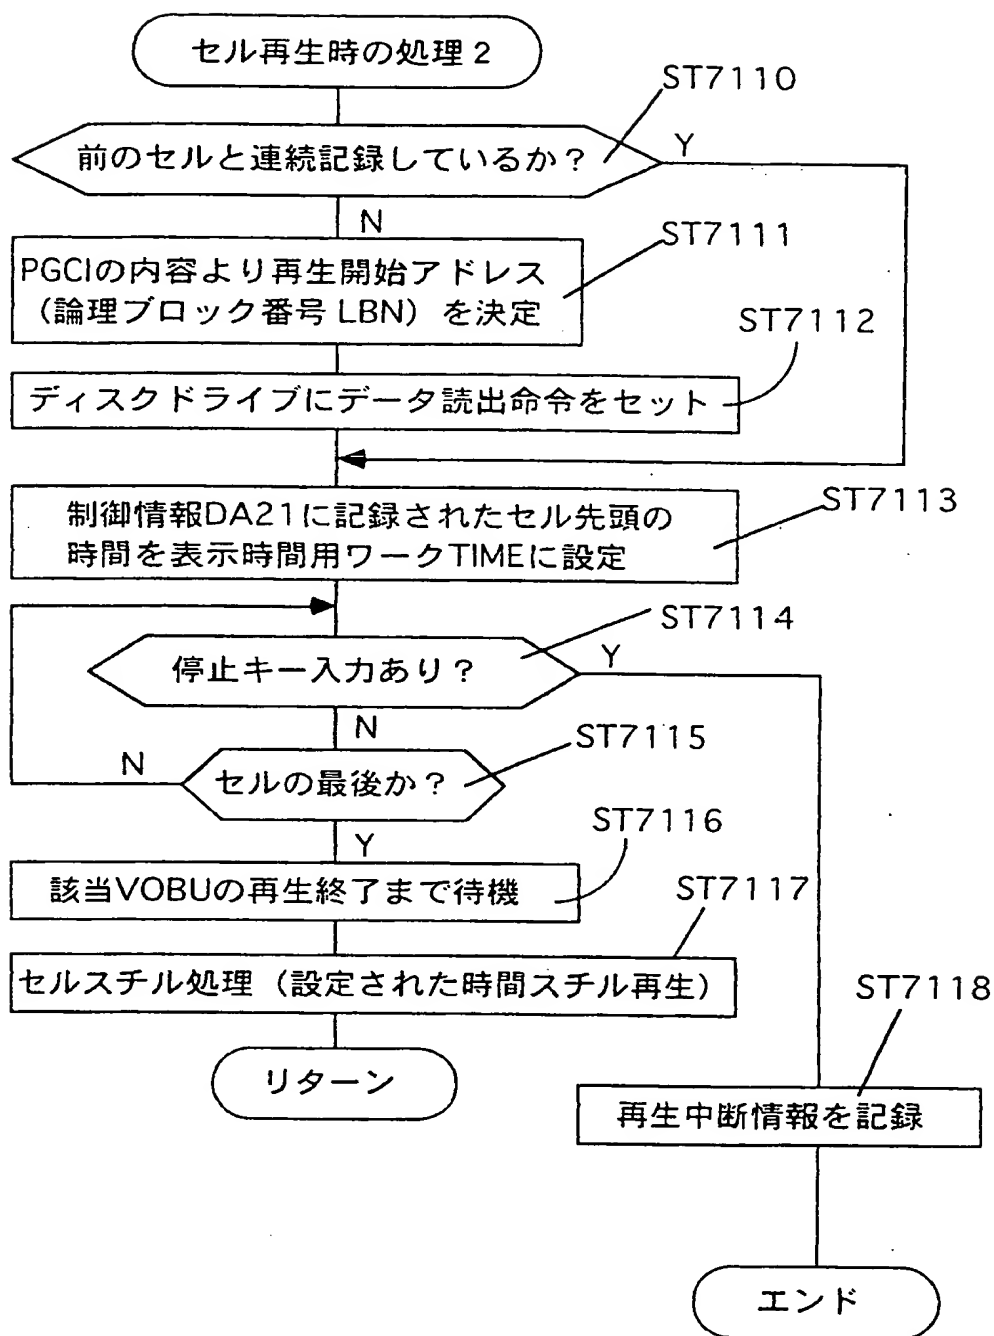 セル再生時の処理2
ST7110
前のセルと連続記録しているか?
Y
N
ST7111
PGCIの内容より再生開始アドレス
(論理ブロック番号 LBN)を決定
ST7112
ディスクドライブにデータ読出命令をセット
ST7113
制御情報DA21に記録されたセル先頭の
時間を表示時間用ワークTIMEに設定
ST7114
停止キー入力あり?
Y
N
ST7115
セルの最後か?
N
Y
ST7116
該当VOBUの再生終了まで待機
ST7117
セルスチル処理(設定された時間スチル再生)
ST7118
リターン
再生中断情報を記録
エンド